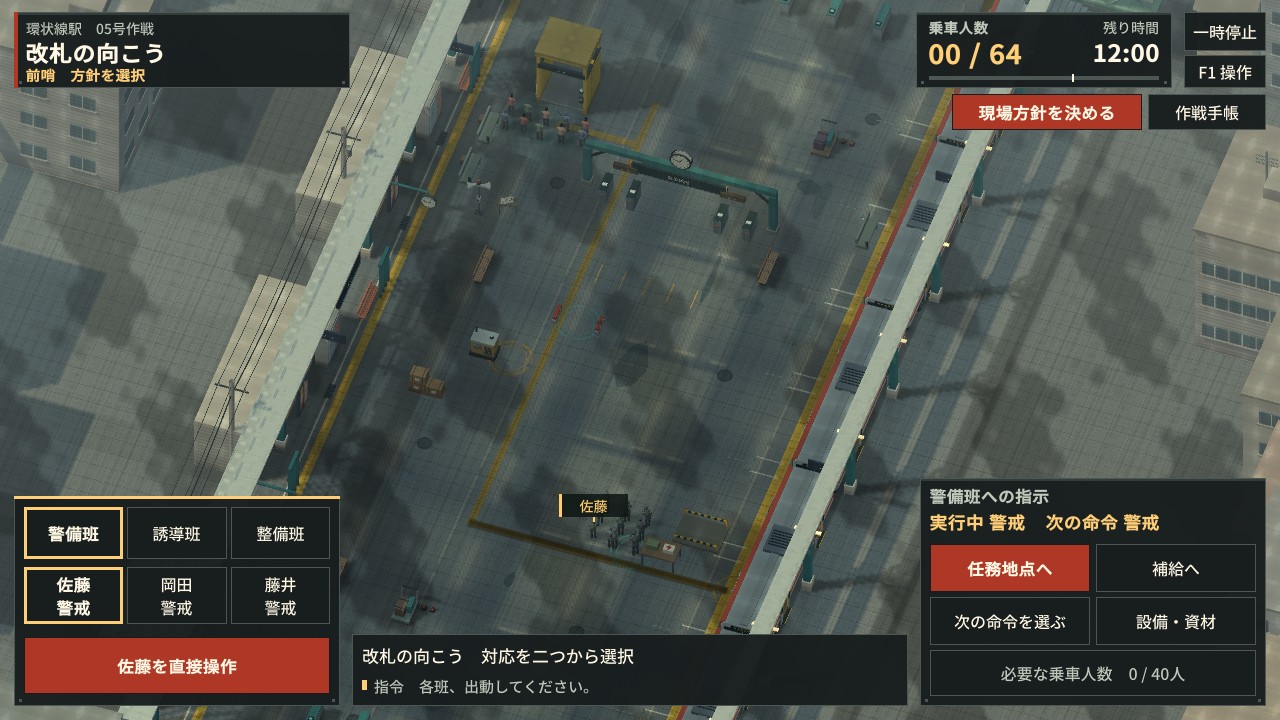 環状線駅 05号作戦
改札の向こう
前哨 方針を選択
乗車人数 残り時間
00 / 64 12:00
一時停止
F1 操作
現場方針を決める
作戦手帳
佐藤
警備班
誘導班
整備班
佐藤
警戒
岡田
警戒
藤井
警戒
佐藤を直接操作
改札の向こう 対応を二つから選択
指令 各班、出動してください。
警備班への指示
実行中 警戒 次の命令 警戒
任務地点へ
補給へ
次の命令を選ぶ
設備・資材
必要な乗車人数 0 / 40人